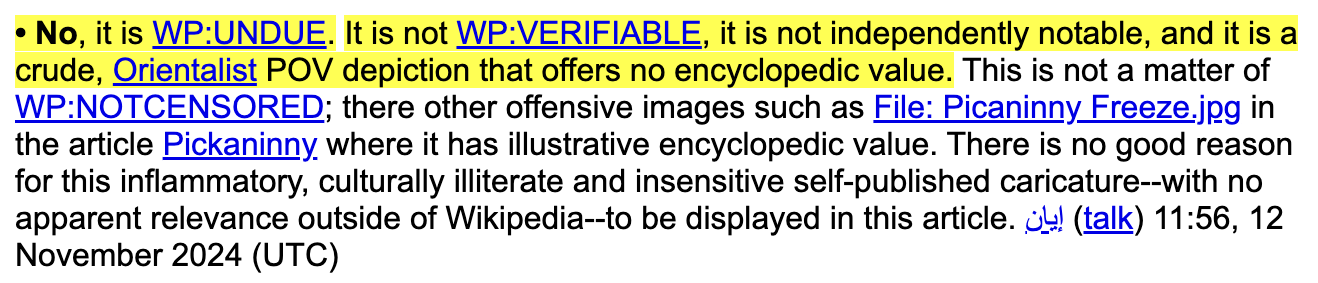 • No, it is WP:UNDUE. It is not WP:VERIFIABLE, it is not independently notable, and it is a
crude, Orientalist POV depiction that offers no encyclopedic value. This is not a matter of
WP:NOTCENSORED; there other offensive images such as File: Picaninny Freeze.jpg in
the article Pickaninny where it has illustrative encyclopedic value. There is no good reason
for this inflammatory, culturally illiterate and insensitive self-published caricature--with no
apparent relevance outside of Wikipedia--to be displayed in this article. إيان (talk) 11:56, 12
November 2024 (UTC)